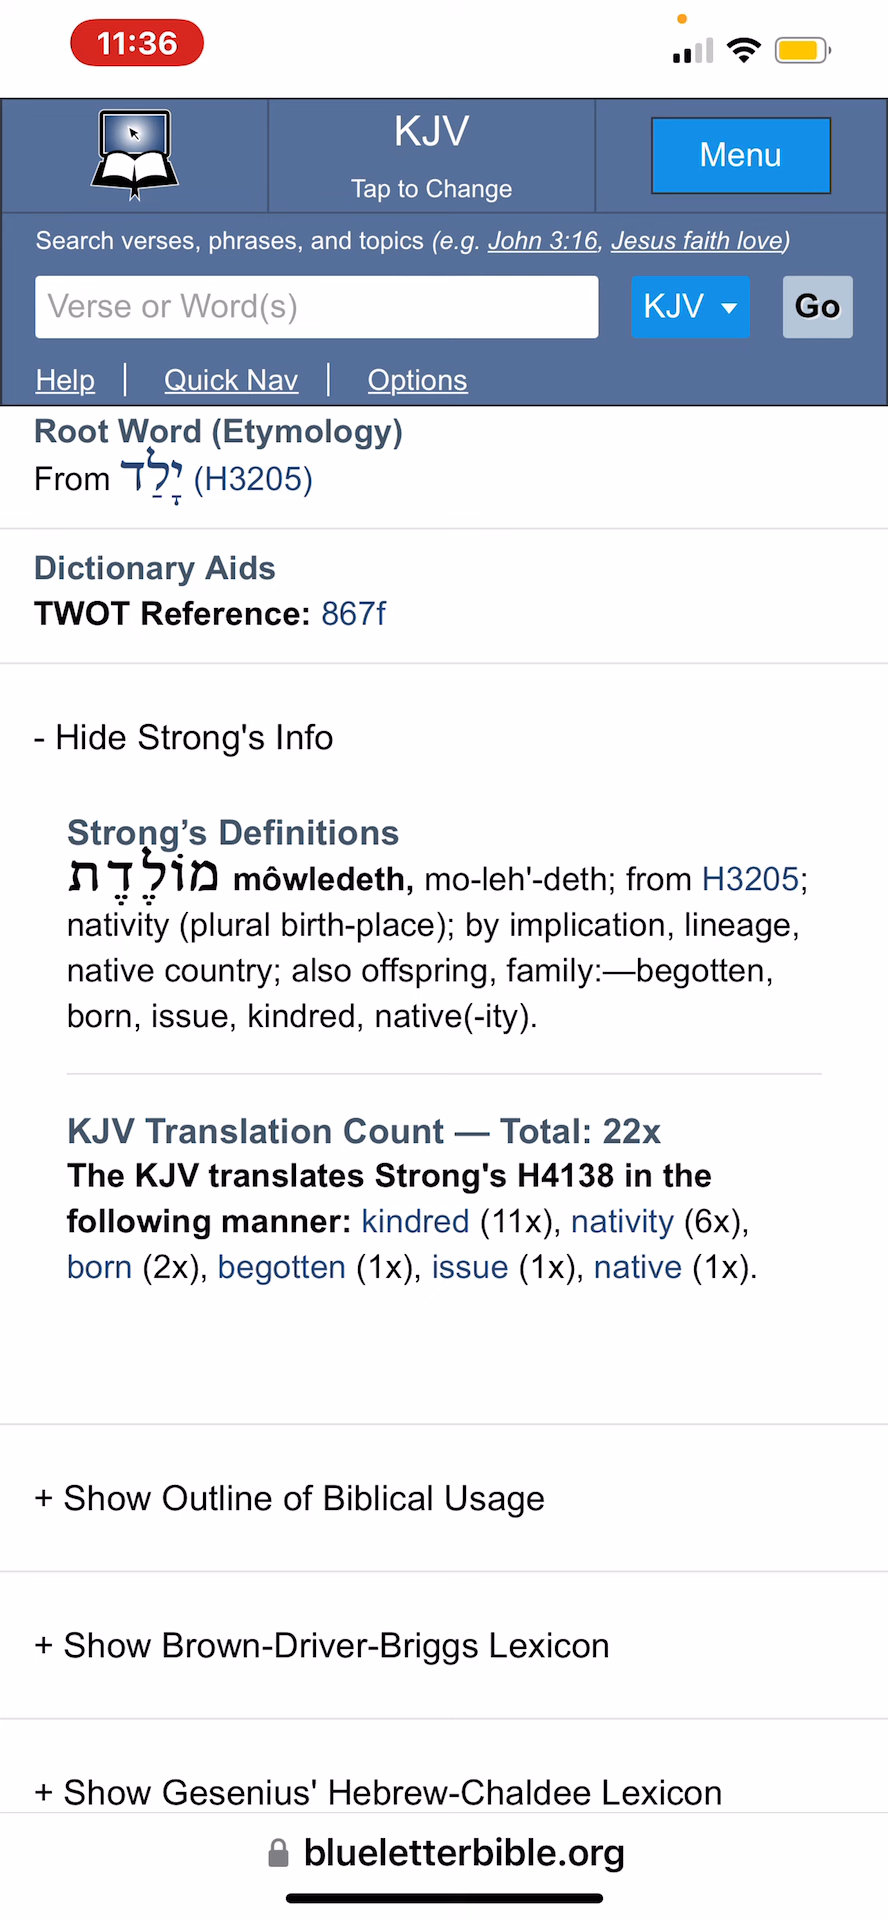 11:36
KJV
Tap to Change
Menu
Search verses, phrases, and topics (e.g. John 3:16, Jesus faith love)
Verse or Word(s)
KJV
Go
Help | Quick Nav | Options
Root Word (Etymology)
From יָלַד (H3205)
Dictionary Aids
TWOT Reference: 867f
- Hide Strong's Info
Strong’s Definitions
מוֹלֶדֶת môwledeth, mo-leh'-deth; from H3205;
nativity (plural birth-place); by implication, lineage,
native country; also offspring, family:—begotten,
born, issue, kindred, native(-ity).
KJV Translation Count — Total: 22x
The KJV translates Strong's H4138 in the
following manner: kindred (11x), nativity (6x),
born (2x), begotten (1x), issue (1x), native (1x).
+ Show Outline of Biblical Usage
+ Show Brown-Driver-Briggs Lexicon
+ Show Gesenius' Hebrew-Chaldee Lexicon
blueletterbible.org